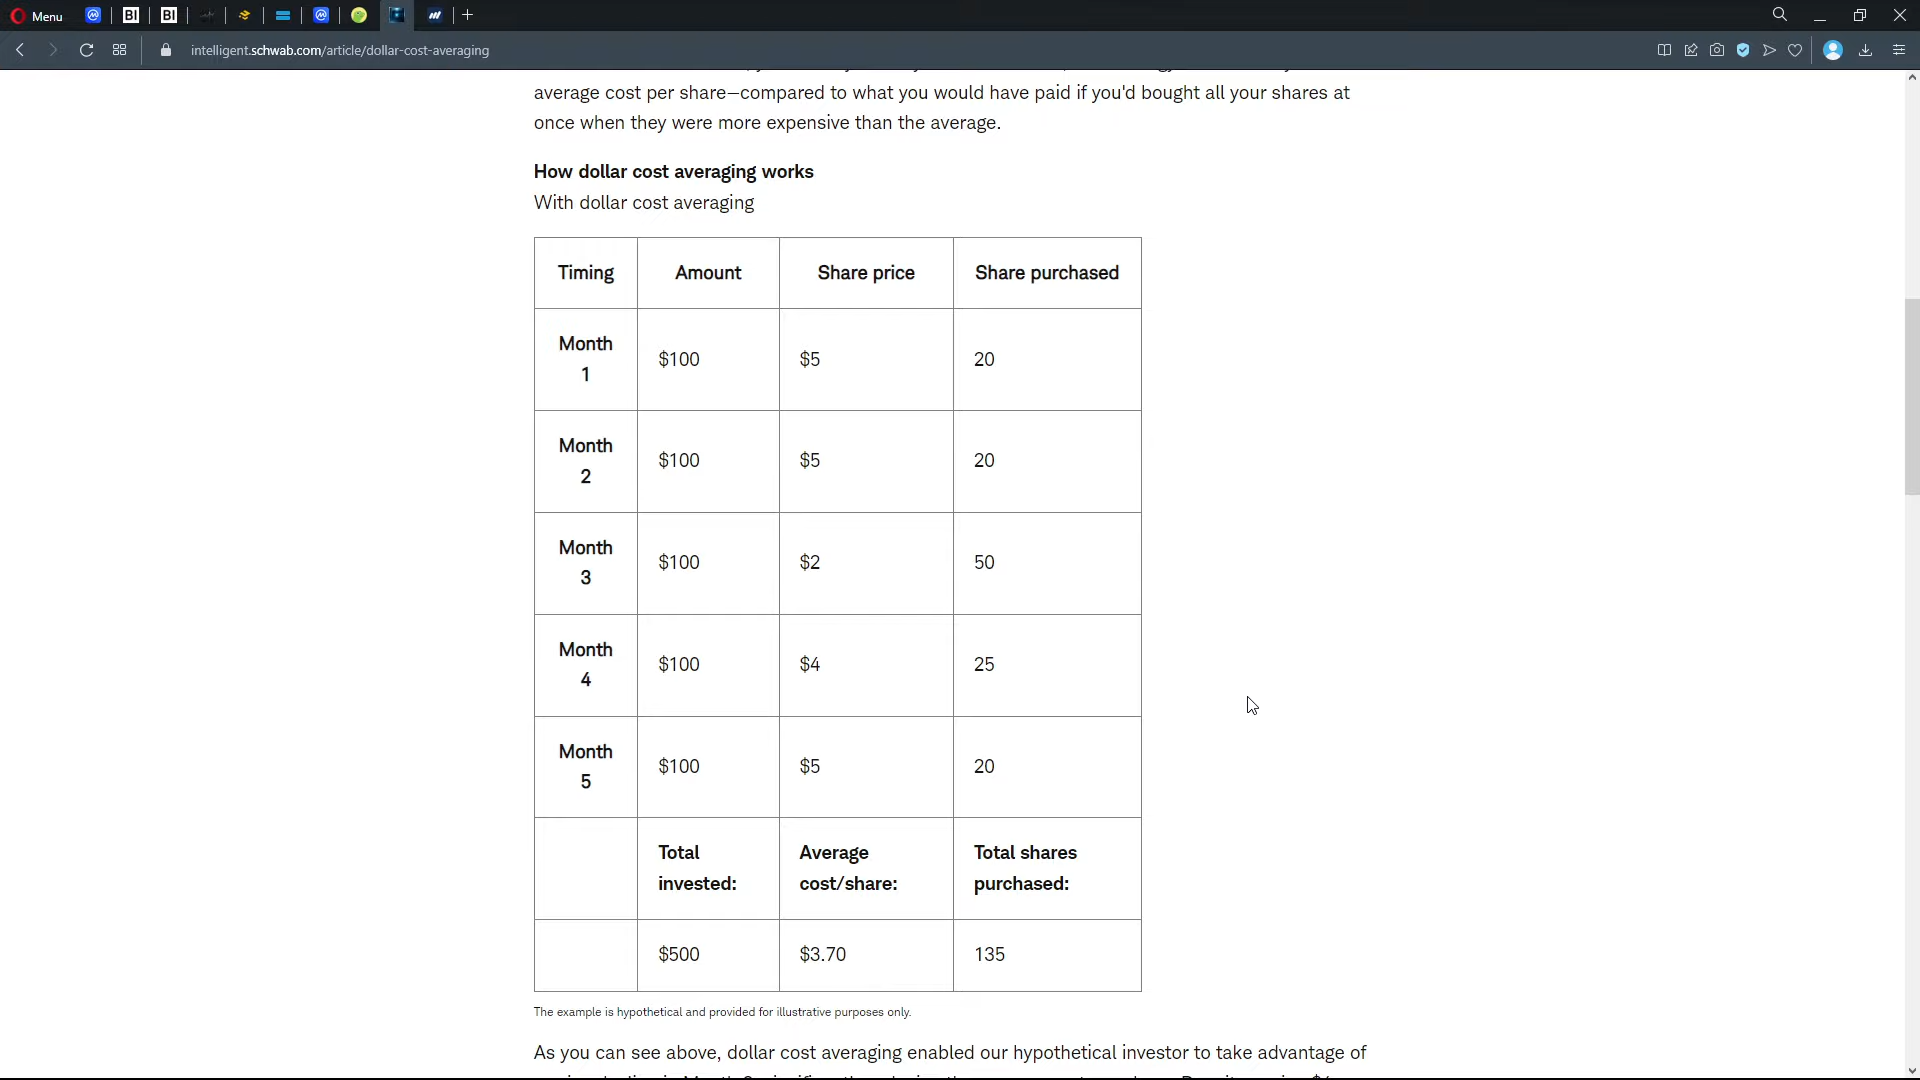 Menu
BI
BI
intelligent.schwab.com/article/dollar-cost-averaging
average cost per share—compared to what you would have paid if you'd bought all your shares at
once when they were more expensive than the average.
How dollar cost averaging works
With dollar cost averaging
Timing Amount Share price Share purchased
Month
1
$100 $5 20
Month
2
$100 $5 20
Month
3
$100 $2 50
Month
4
$100 $4 25
Month
5
$100 $5 20
Total Average Total shares
invested: cost/share: purchased:
$500 $3.70 135
The example is hypothetical and provided for illustrative purposes only.
As you can see above, dollar cost averaging enabled our hypothetical investor to take advantage of